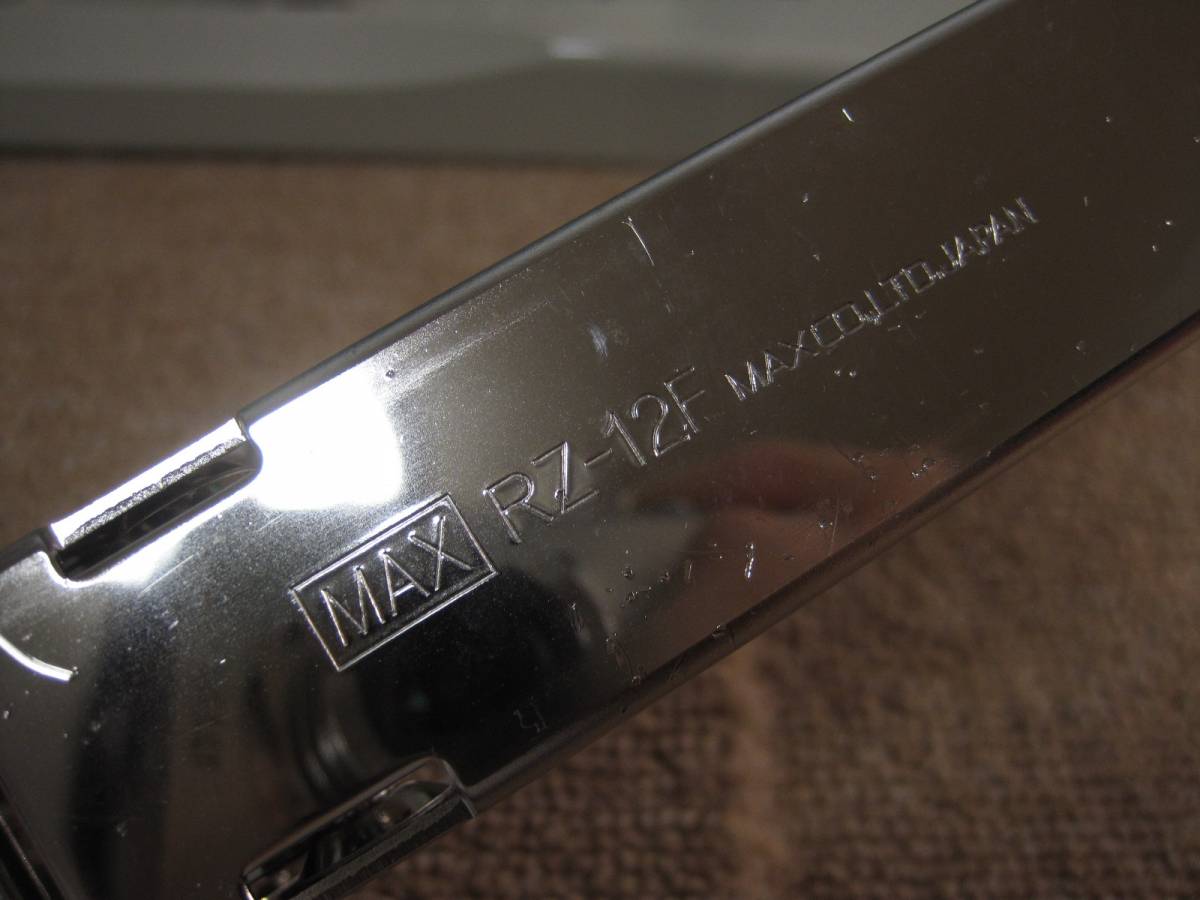 MAX RZ-12F MAX CO.,LTD.JAPAN